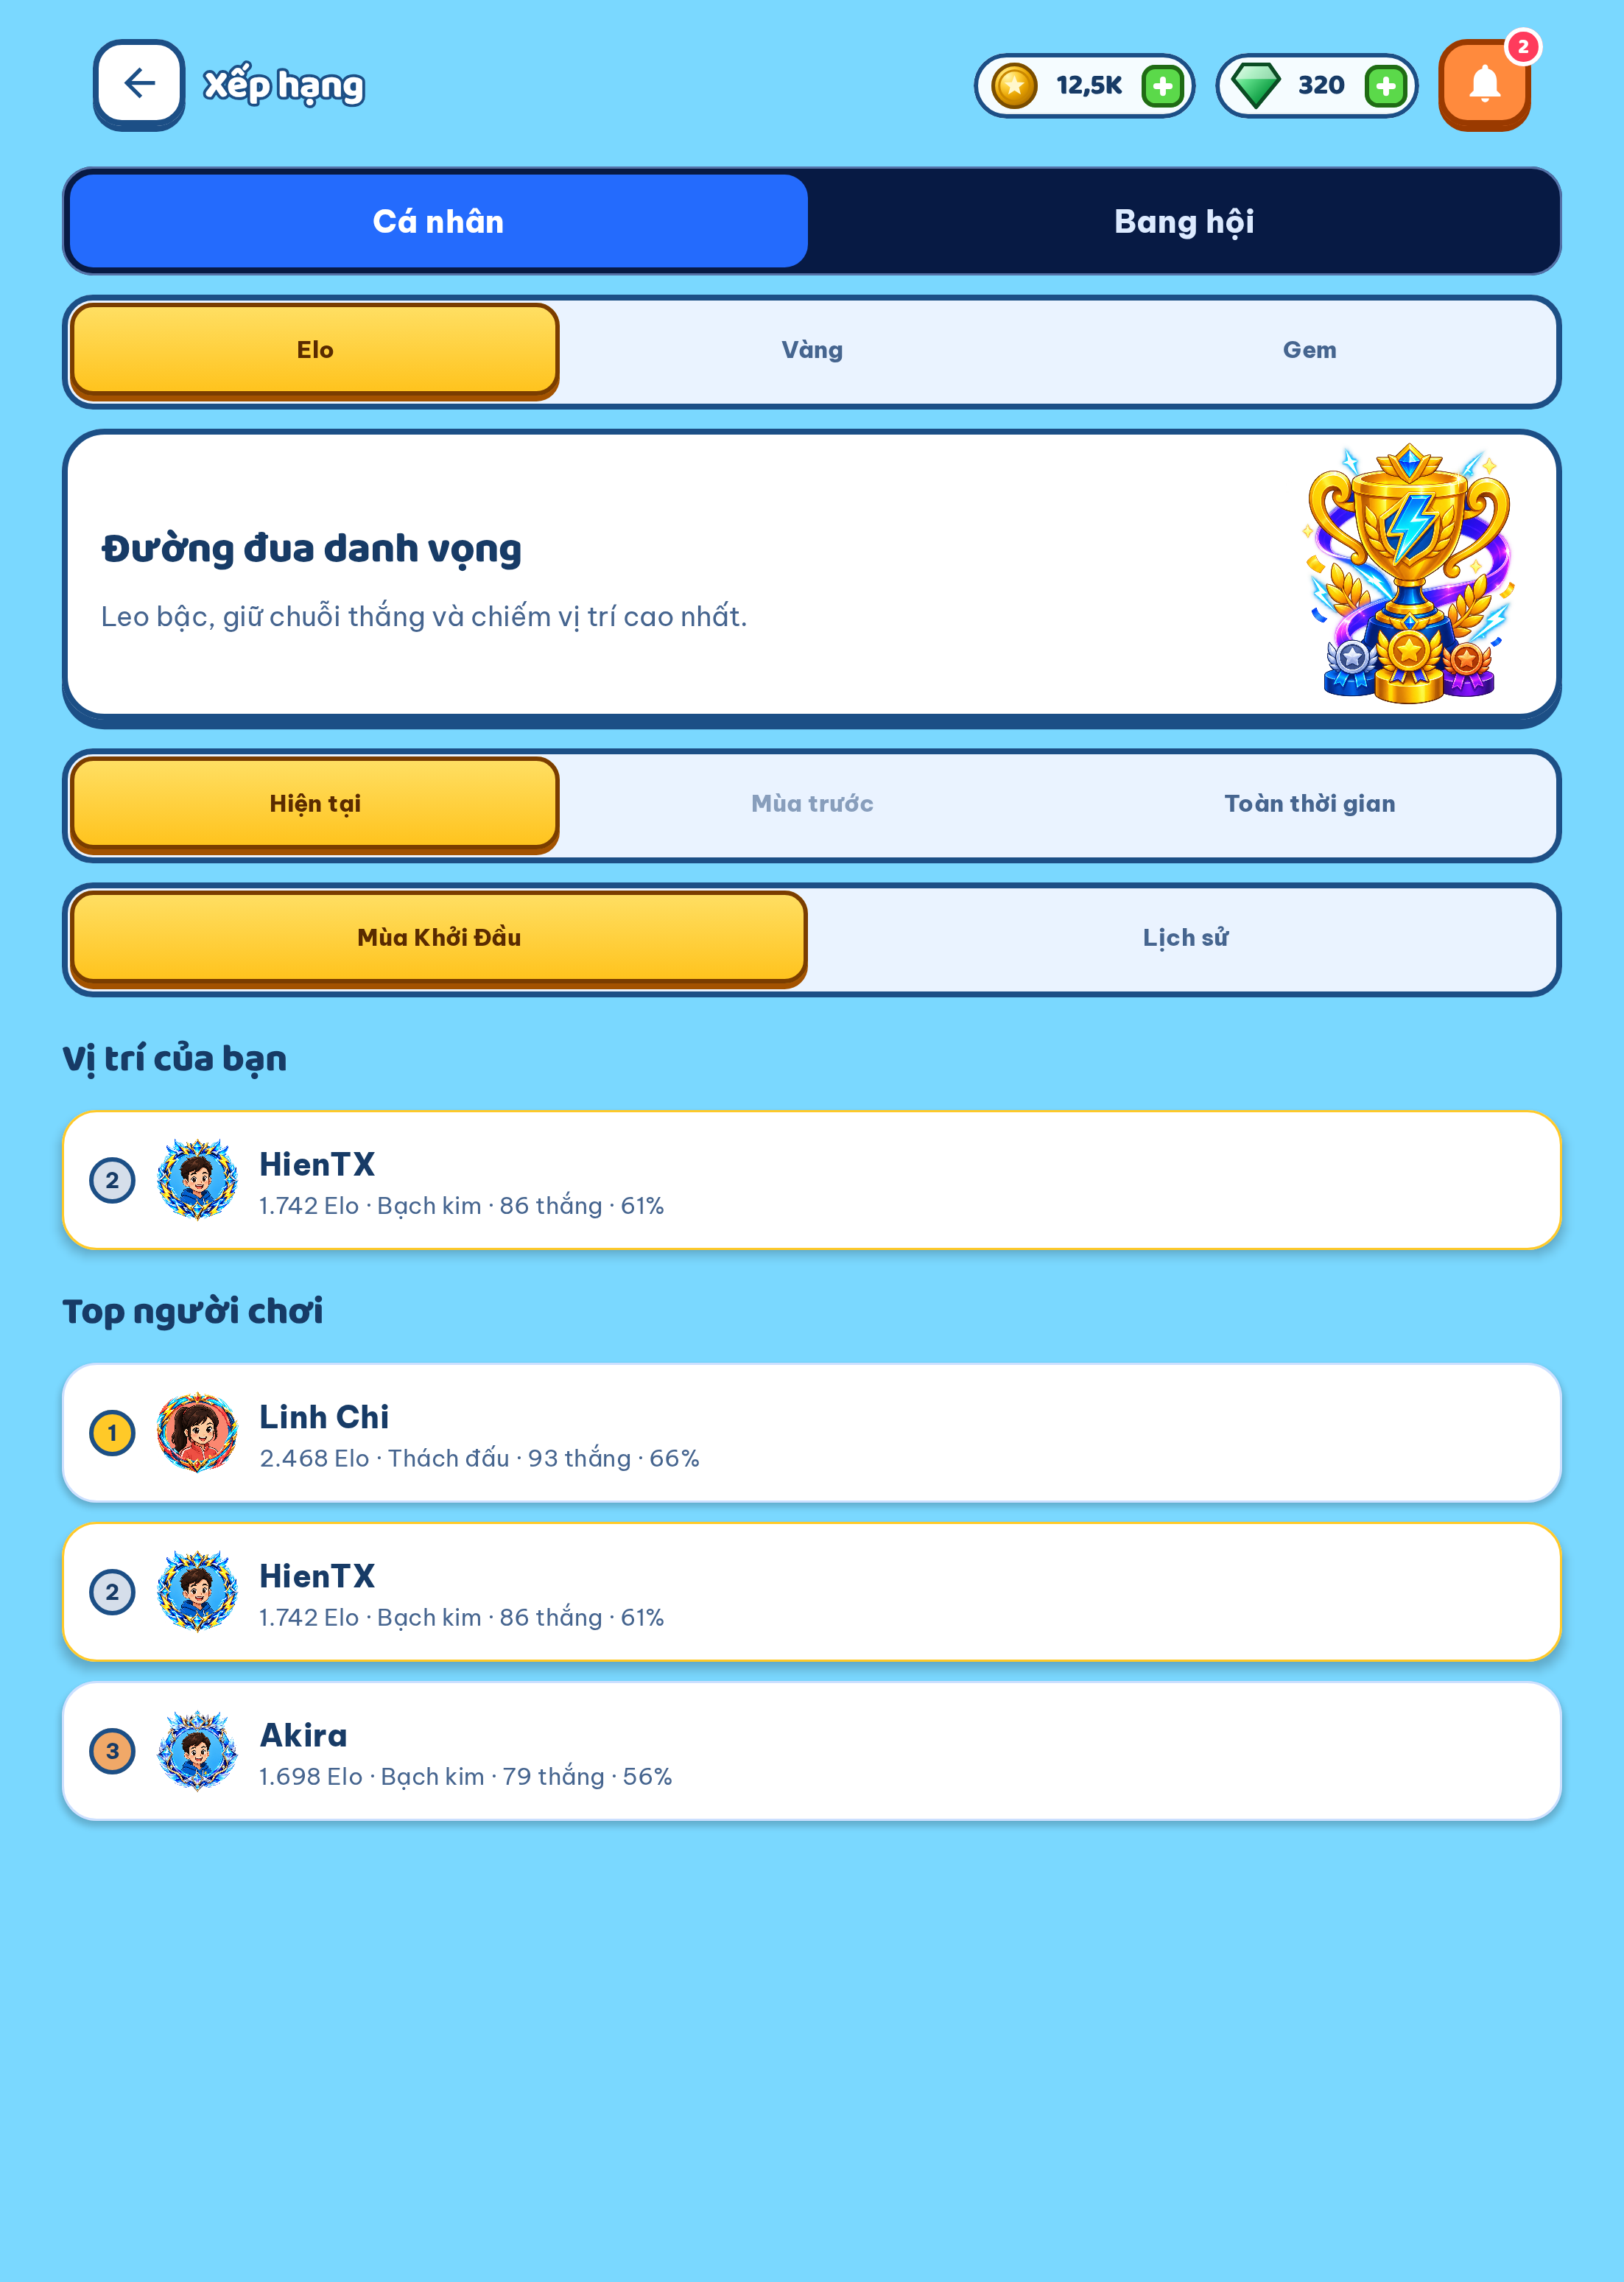 Xếp hạng
12,5K
320
2
Cá nhân
Bang hội
Elo
Vàng
Gem
Đường đua danh vọng
Leo bậc, giữ chuỗi thắng và chiếm vị trí cao nhất.
Hiện tại
Mùa trước
Toàn thời gian
Mùa Khởi Đầu
Lịch sử
Vị trí của bạn
2
HienTX
1.742 Elo · Bạch kim · 86 thắng · 61%
Top người chơi
1
Linh Chi
2.468 Elo · Thách đấu · 93 thắng · 66%
2
HienTX
1.742 Elo · Bạch kim · 86 thắng · 61%
3
Akira
1.698 Elo · Bạch kim · 79 thắng · 56%